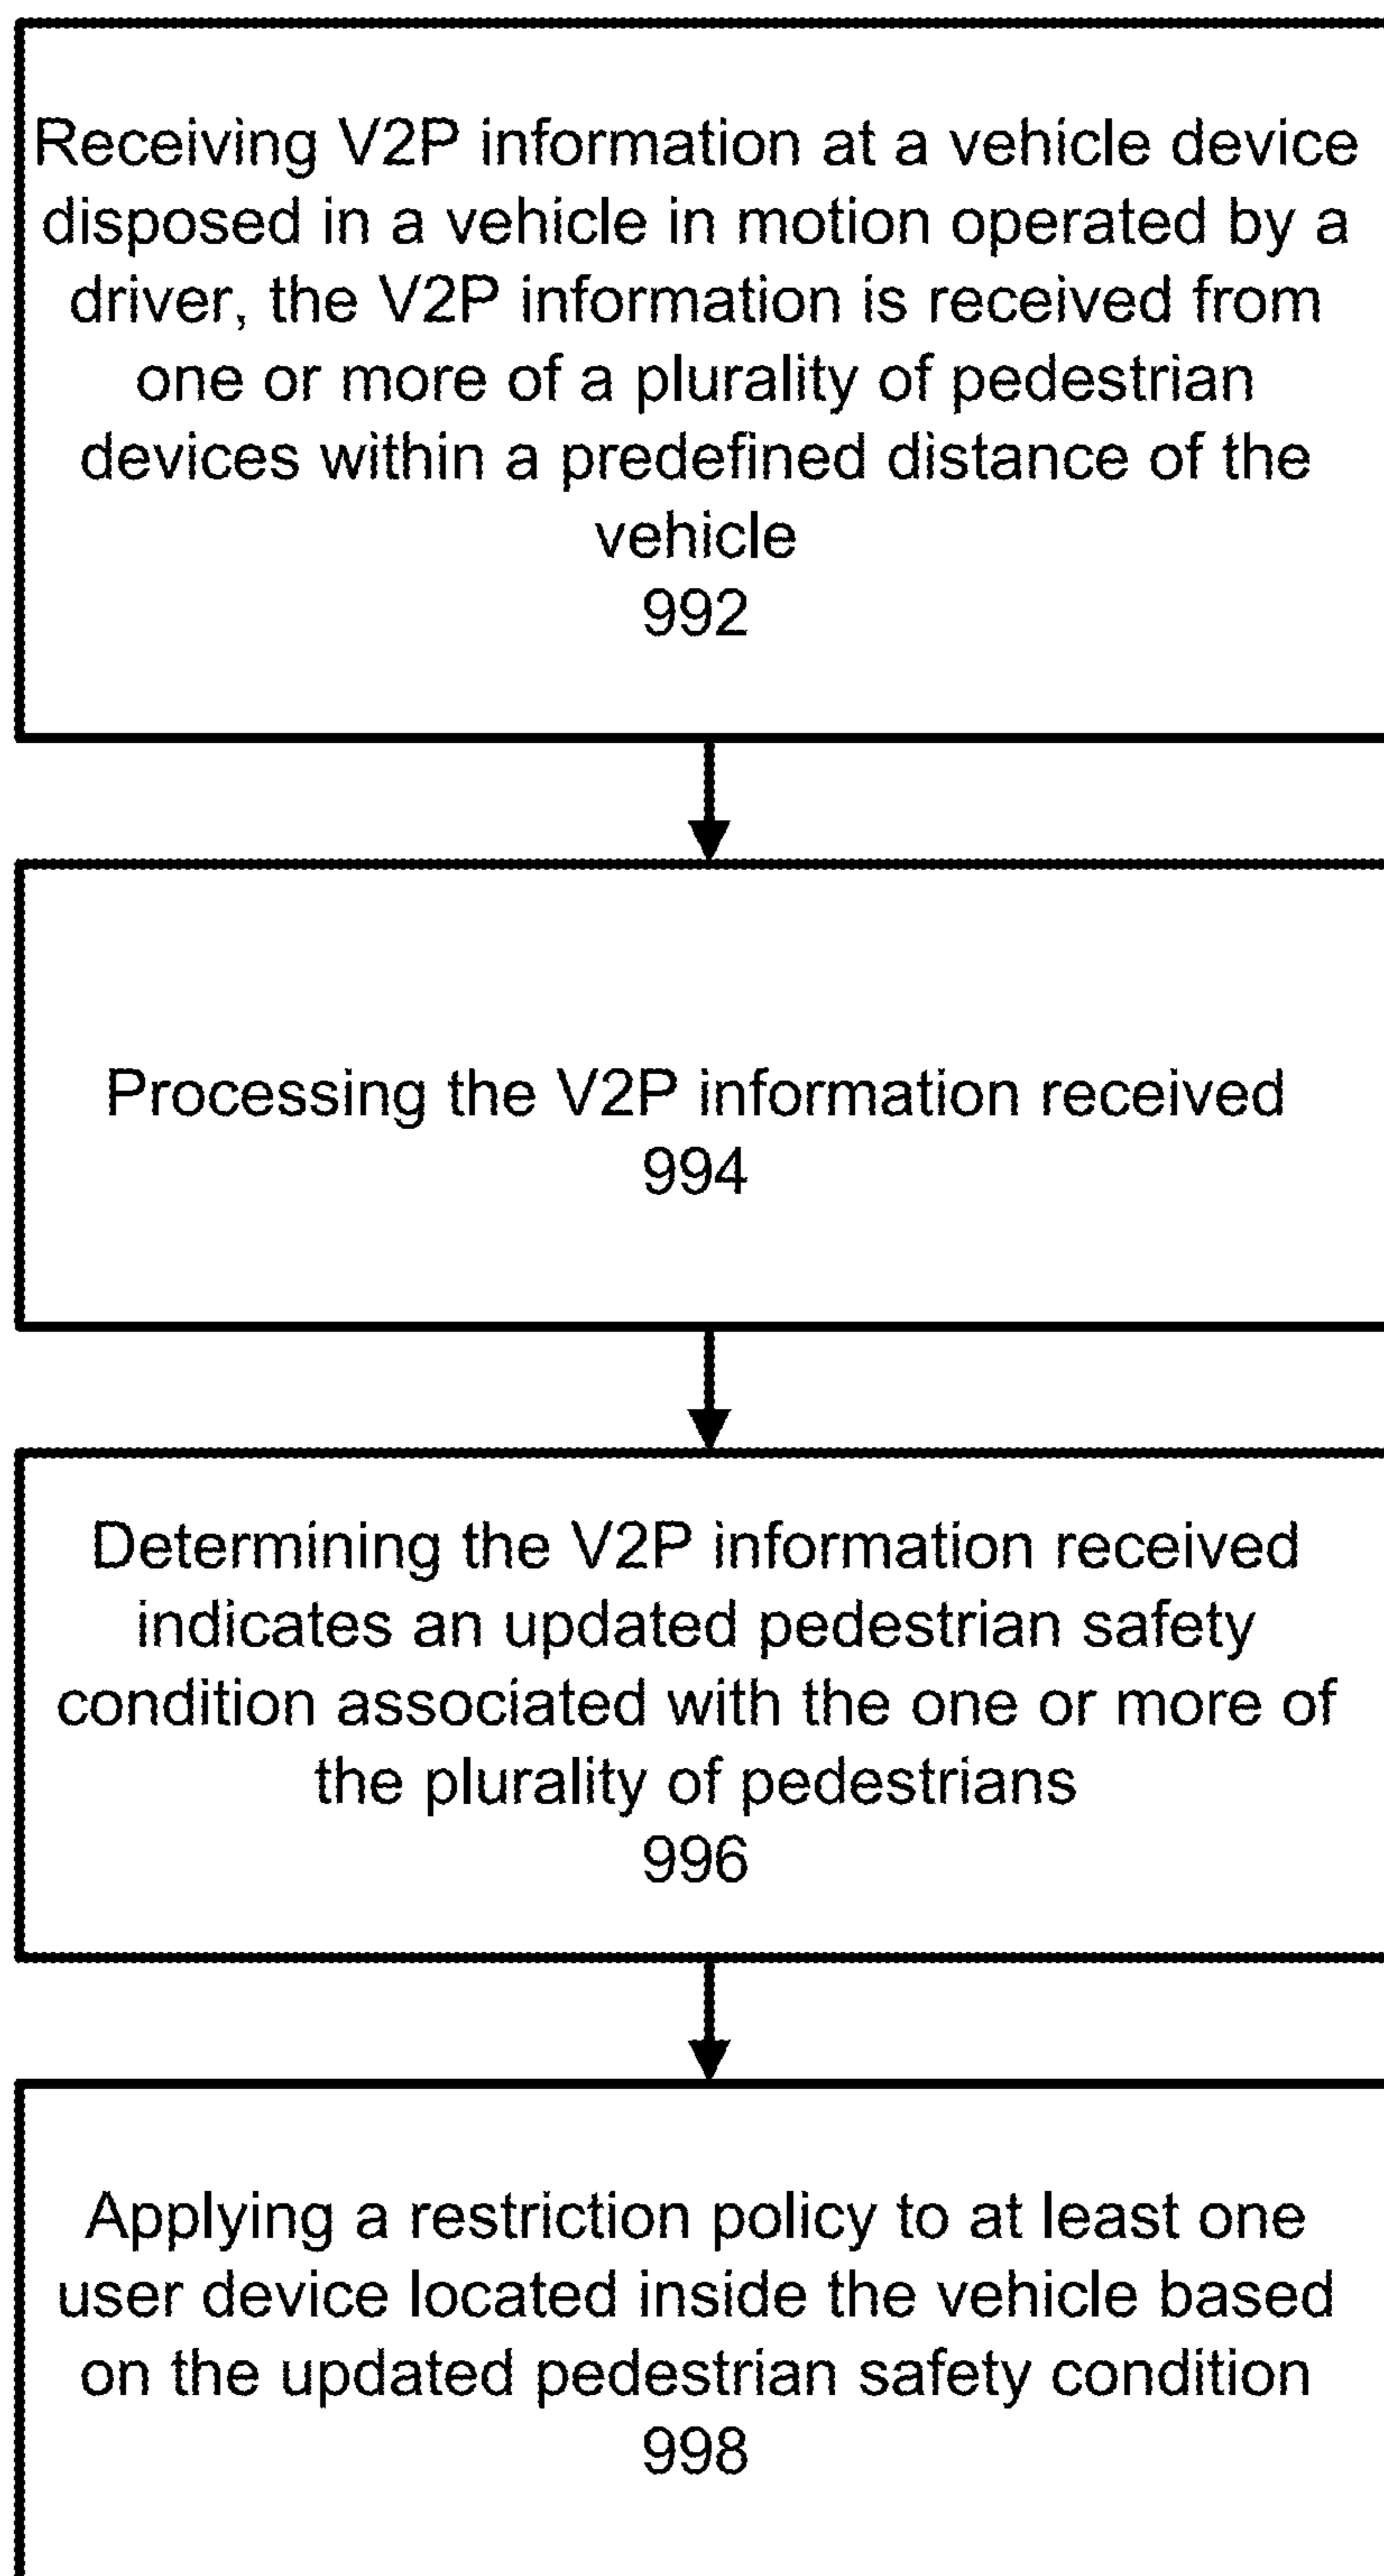 Receiving V2P information at a vehicle device
disposed in a vehicle in motion operated by a
driver, the V2P information is received from
one or more of a plurality of pedestrian
devices within a predefined distance of the
vehicle
992
Processing the V2P information received
994
Determining the V2P information received
indicates an updated pedestrian safety
condition associated with the one or more of
the plurality of pedestrians
996
Applying a restriction policy to at least one
user device located inside the vehicle based
on the updated pedestrian safety condition
998